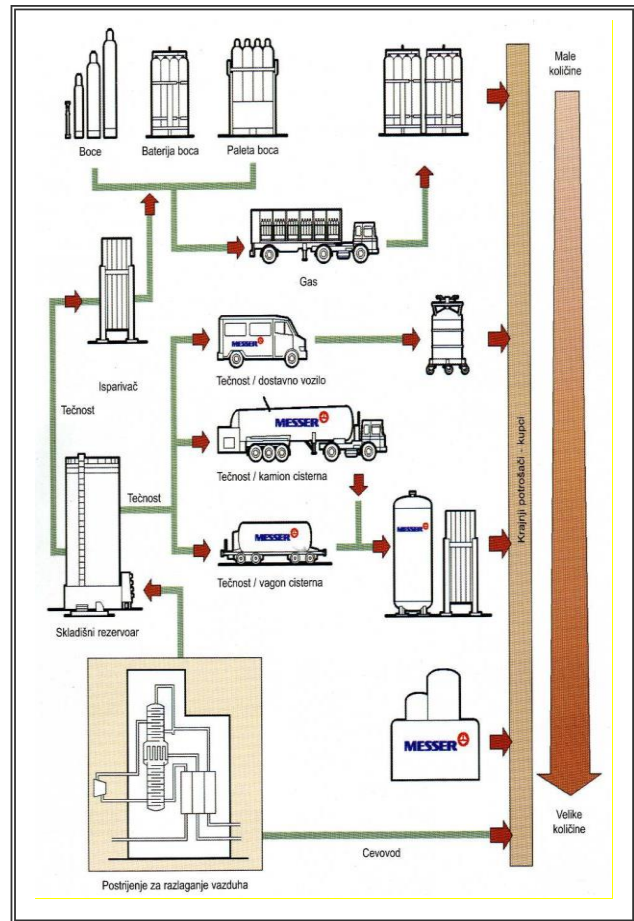 Male
količine
Boce
Baterija boca
Paleta boca
Gas
Isparivač
MESSER
Tečnost / dostavno vozilo
Tečnost
MESSER
Tečnost / kamion cisterna
Krajnji potrošači - kupci
Tečnost
MESSER
MESSER
Tečnost / vagon cisterna
Skladišni rezervoar
MESSER
Velike
količine
Cevovod
Postrijenje za razlaganje vazduha